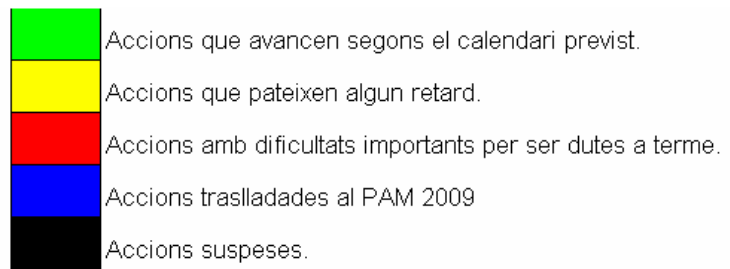 Accions que avancen segons el calendari previst.
Accions que pateixen algun retard.
Accions amb dificultats importants per ser dutes a terme.
Accions traslladades al PAM 2009
Accions suspeses.